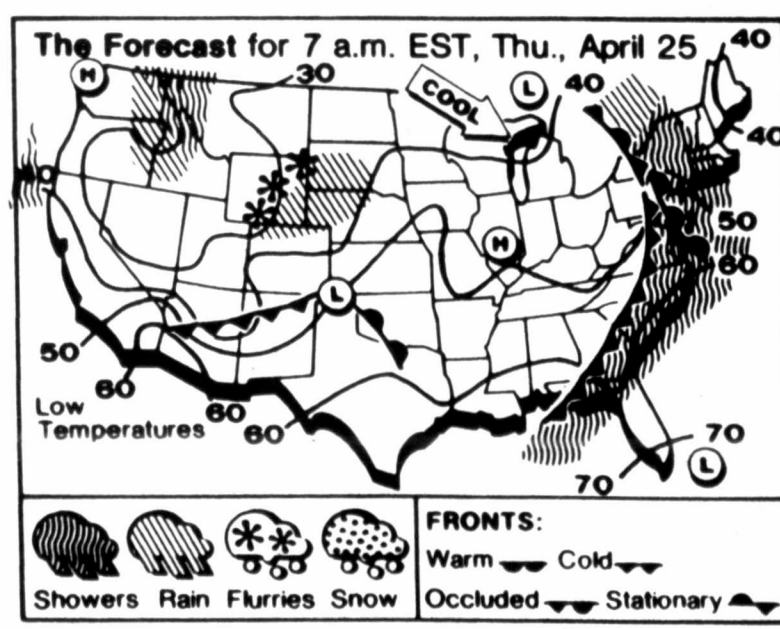 The Forecast for 7 a.m. EST, Thu., April 25
40
H
30
COOL
L
40
40
40
50
H
60
L
50
60
60
60
Low
Temperatures
70
L
70
FRONTS:
Warm Cold
Showers Rain Flurries Snow
Occluded Stationary